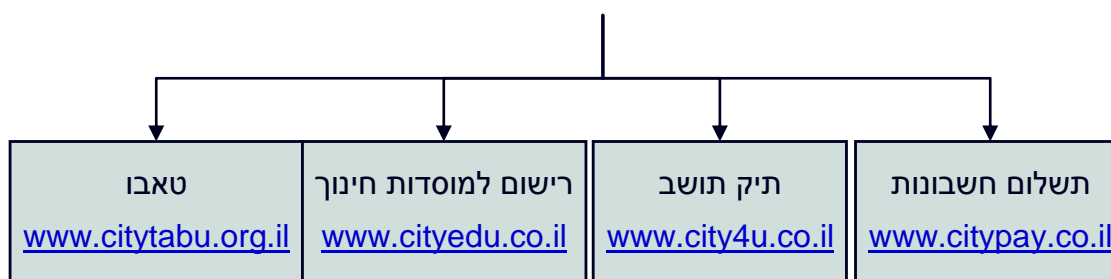 תשלום חשבונות
www.citypay.co.il
תיק תושב
www.city4u.co.il
רישום למוסדות חינוך
www.cityedu.co.il
טאבו
www.citytabu.org.il